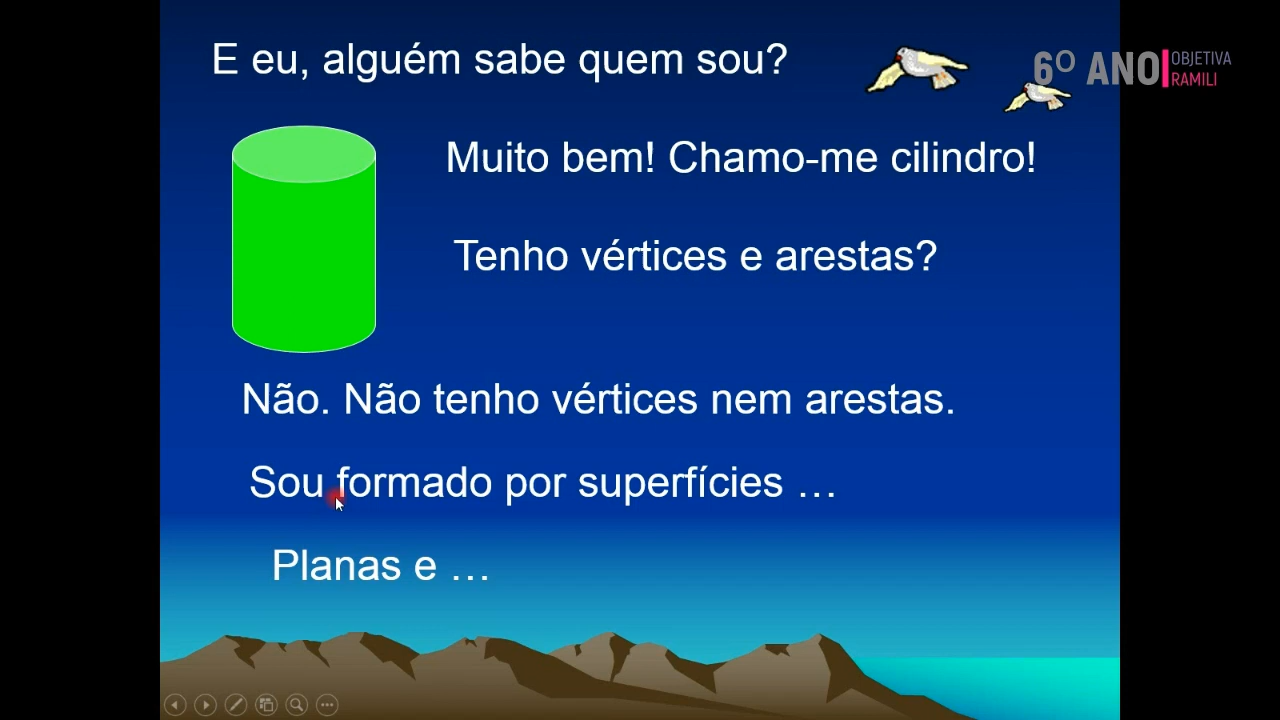 E eu, alguém sabe quem sou?
6º ANO
OBJETIVA
RAMILI
Muito bem! Chamo-me cilindro!
Tenho vértices e arestas?
Não. Não tenho vértices nem arestas.
Sou formado por superfícies …
Planas e …